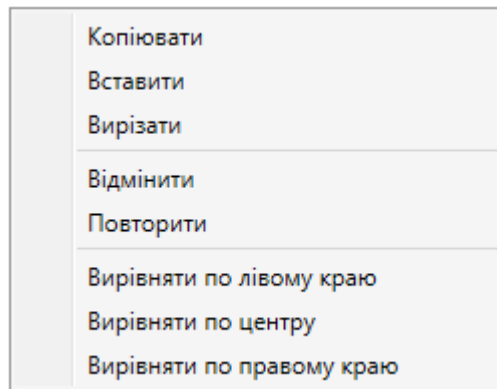 Копіювати
Вставити
Вирізати
Відмінити
Повторити
Вирівняти по лівому краю
Вирівняти по центру
Вирівняти по правому краю